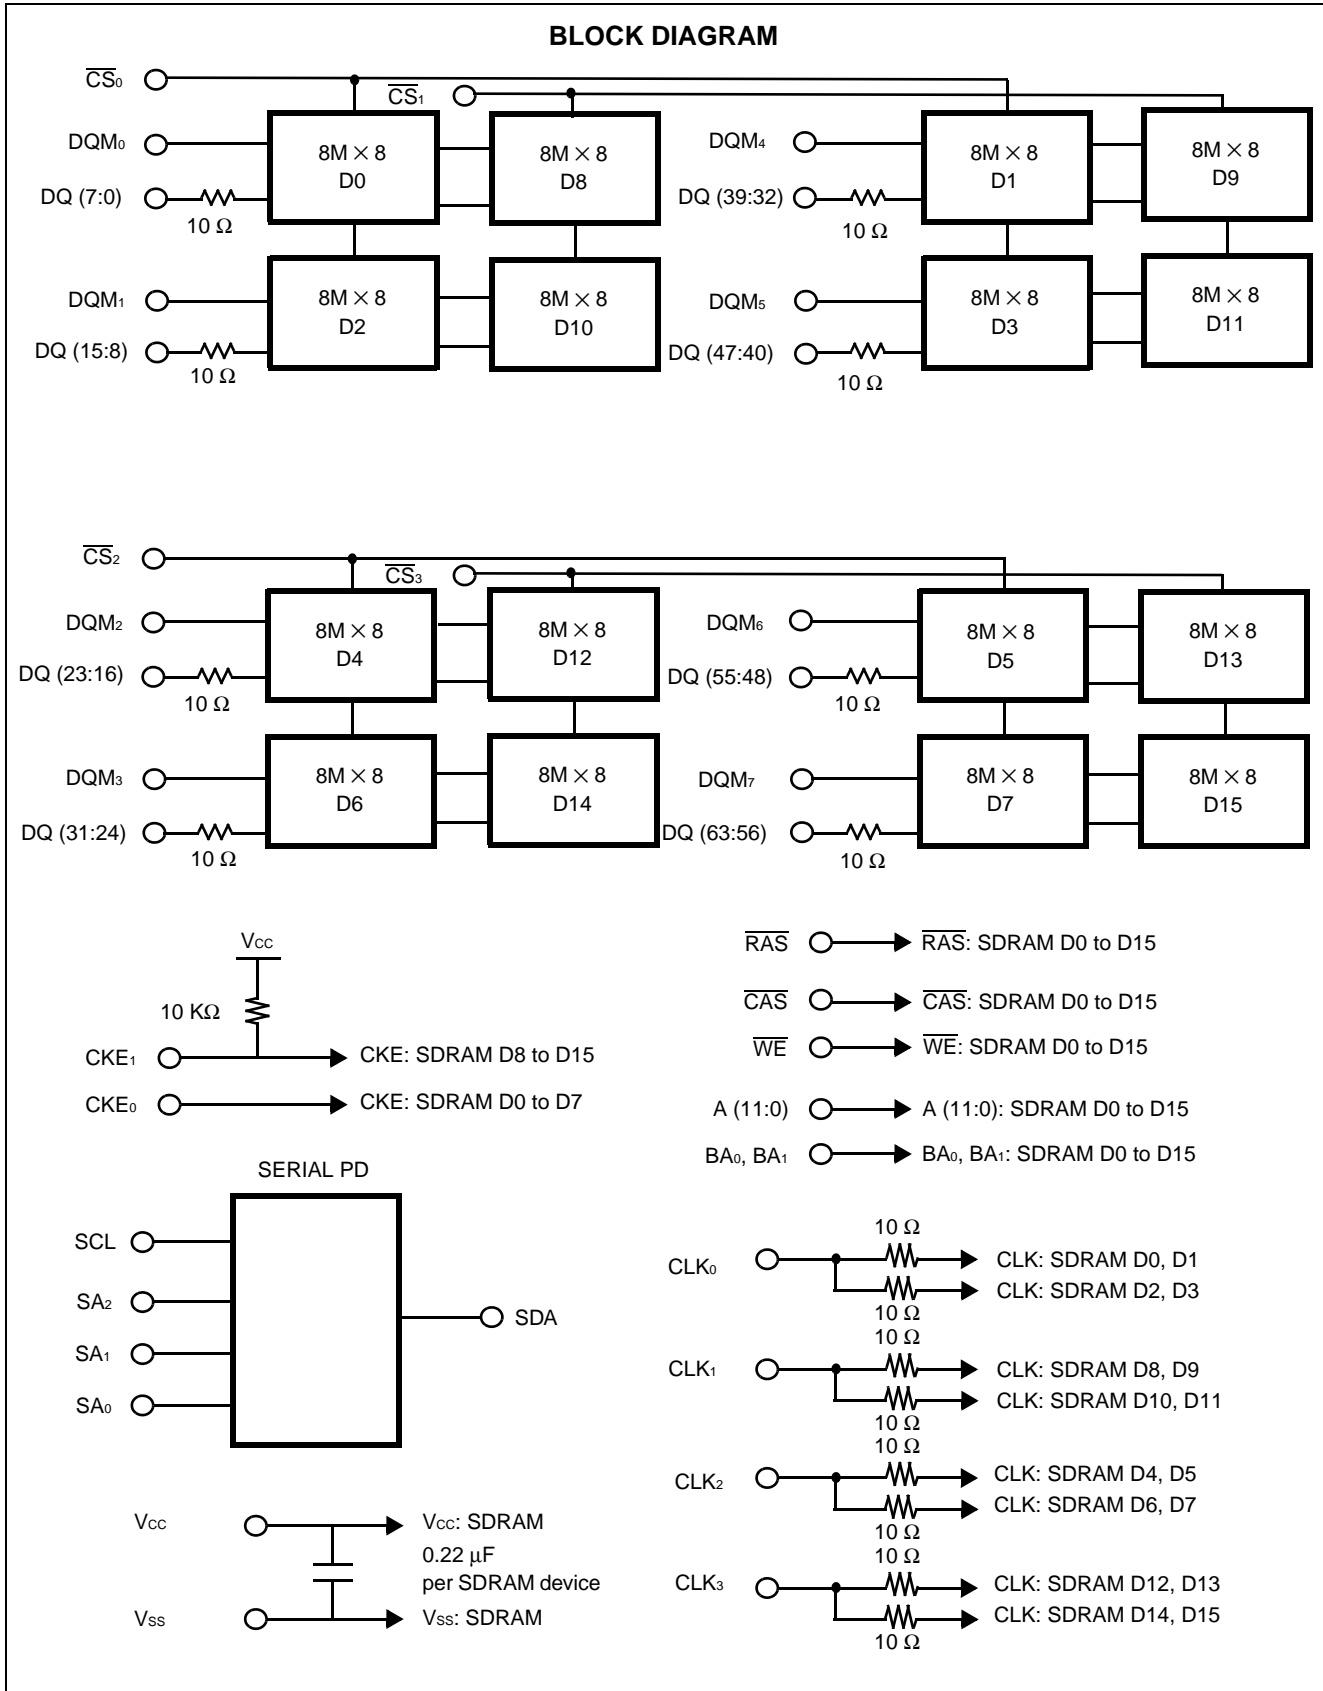 BLOCK DIAGRAM
C̅S̅₀
C̅S̅₁
DQM₀
8M × 8
D0
8M × 8
D8
DQM₄
8M × 8
D1
8M × 8
D9
DQ (7:0)
10 Ω
DQ (39:32)
10 Ω
DQM₁
8M × 8
D2
8M × 8
D10
DQM₅
8M × 8
D3
8M × 8
D11
DQ (15:8)
10 Ω
DQ (47:40)
10 Ω
C̅S̅₂
C̅S̅₃
DQM₂
8M × 8
D4
8M × 8
D12
DQM₆
8M × 8
D5
8M × 8
D13
DQ (23:16)
10 Ω
DQ (55:48)
10 Ω
DQM₃
8M × 8
D6
8M × 8
D14
DQM₇
8M × 8
D7
8M × 8
D15
DQ (31:24)
10 Ω
DQ (63:56)
10 Ω
VCC
10 KΩ
CKE₁ CKE: SDRAM D8 to D15
CKE₀ CKE: SDRAM D0 to D7
R̅A̅S̅ R̅A̅S̅: SDRAM D0 to D15
C̅A̅S̅ C̅A̅S̅: SDRAM D0 to D15
W̅E̅ W̅E̅: SDRAM D0 to D15
A (11:0) A (11:0): SDRAM D0 to D15
BA₀, BA₁ BA₀, BA₁: SDRAM D0 to D15
SERIAL PD
SCL
SA₂
SA₁
SA₀
SDA
10 Ω
CLK₀ CLK: SDRAM D0, D1
CLK: SDRAM D2, D3
10 Ω
10 Ω
CLK₁ CLK: SDRAM D8, D9
CLK: SDRAM D10, D11
10 Ω
10 Ω
CLK₂ CLK: SDRAM D4, D5
CLK: SDRAM D6, D7
10 Ω
10 Ω
CLK₃ CLK: SDRAM D12, D13
CLK: SDRAM D14, D15
10 Ω
VCC VCC: SDRAM
0.22 μF
per SDRAM device
VSS VSS: SDRAM